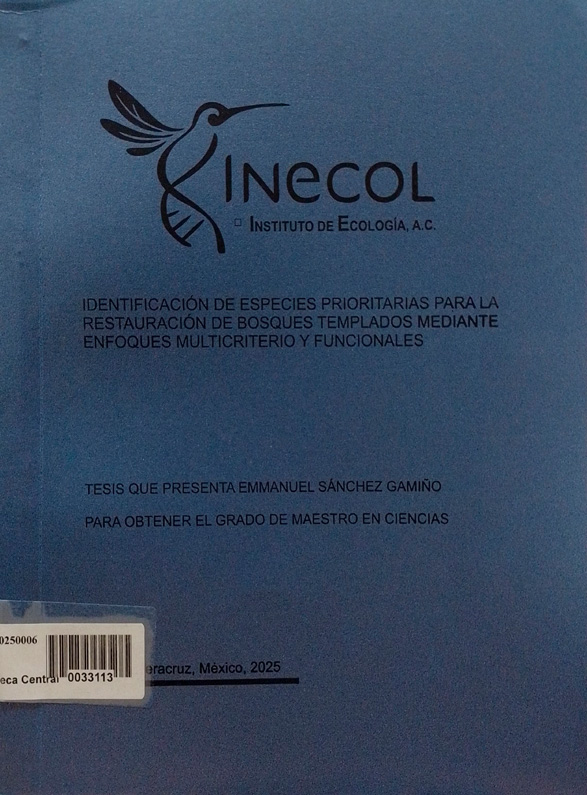 INECOL
INSTITUTO DE ECOLOGÍA, A.C.
IDENTIFICACIÓN DE ESPECIES PRIORITARIAS PARA LA
RESTAURACIÓN DE BOSQUES TEMPLADOS MEDIANTE
ENFOQUES MULTICRITERIO Y FUNCIONALES
TESIS QUE PRESENTA EMMANUEL SÁNCHEZ GAMIÑO
PARA OBTENER EL GRADO DE MAESTRO EN CIENCIAS
0250006
eca Central 0033113
eracruz, México, 2025